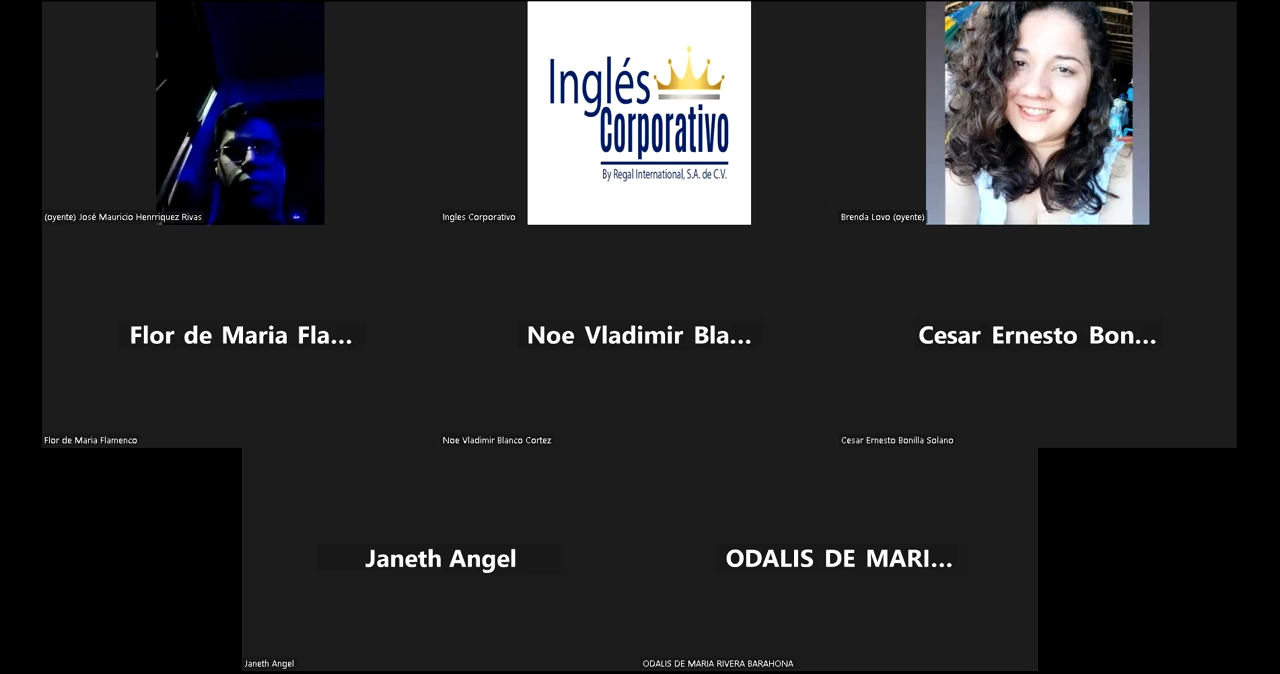 Inglés
Corporativo
By Regal International, S.A. de C.V.
(oyente) José Mauricio Henrriquez Rivas
Ingles Corporativo
Brenda Lovo (oyente)
Flor de Maria Fla...
Noe Vladimir Bla...
Cesar Ernesto Bon...
Flor de Maria Flamenco
Noe Vladimir Blanco Cortez
Cesar Ernesto Bonilla Solano
Janeth Angel
ODALIS DE MARI...
Janeth Angel
ODALIS DE MARIA RIVERA BARAHONA